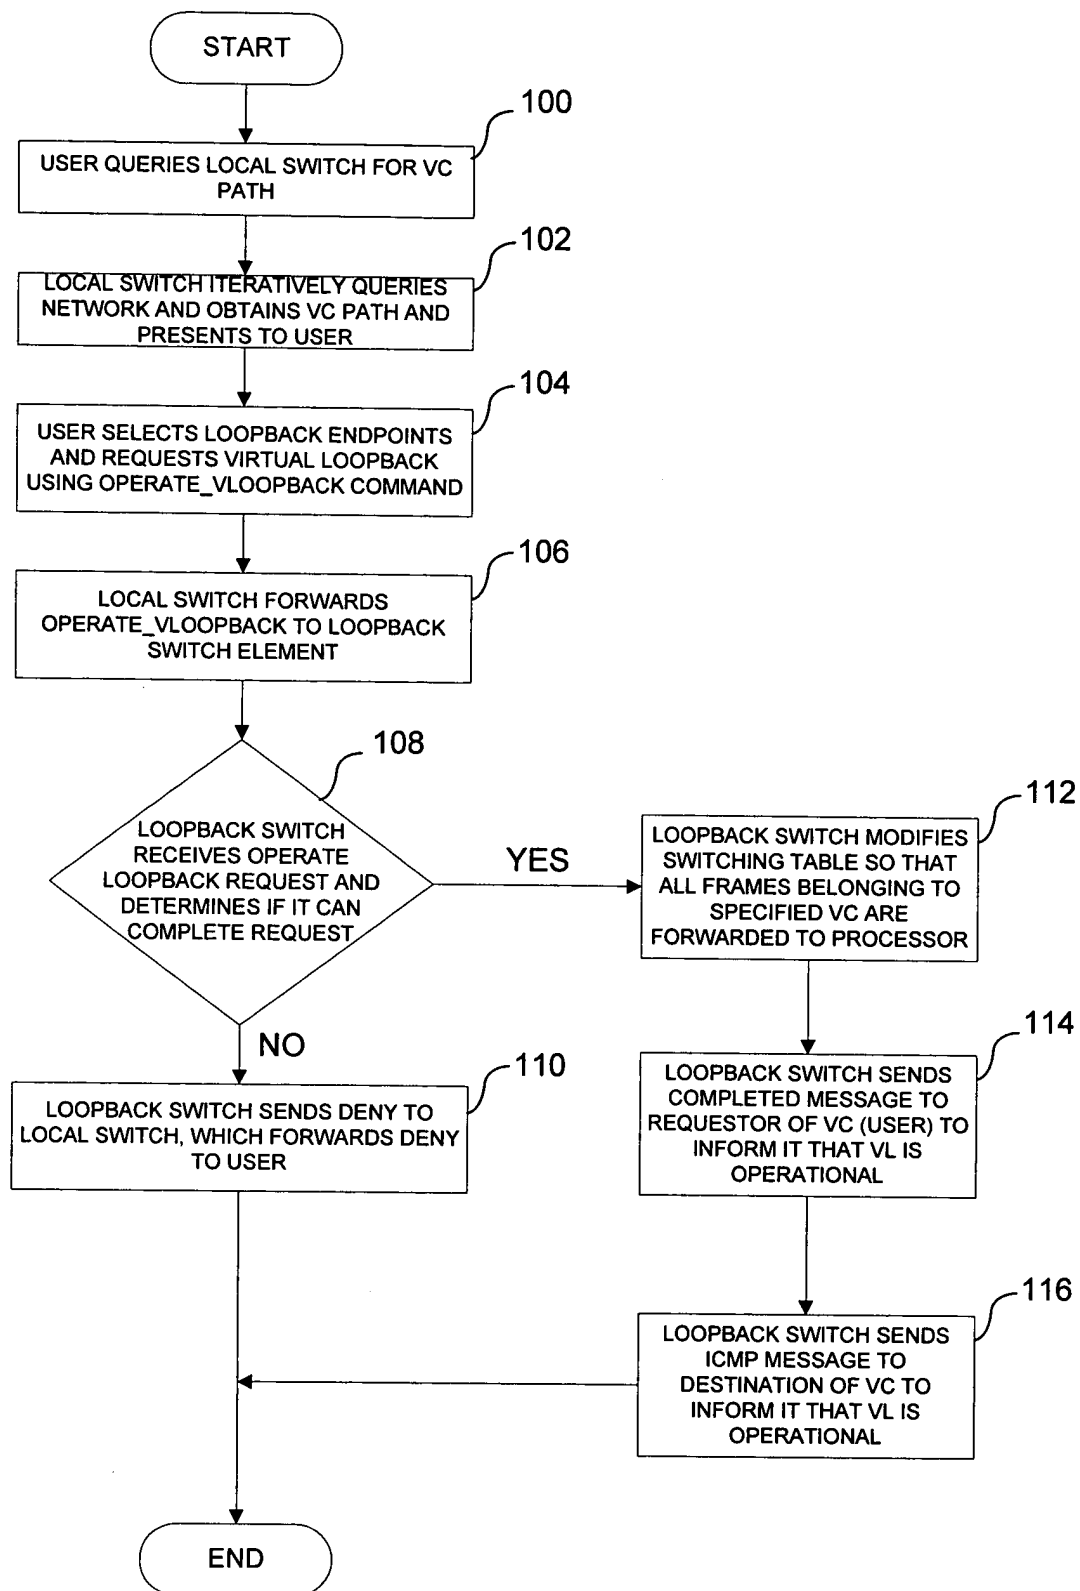 START
100
USER QUERIES LOCAL SWITCH FOR VC
PATH
102
LOCAL SWITCH ITERATIVELY QUERIES
NETWORK AND OBTAINS VC PATH AND
PRESENTS TO USER
104
USER SELECTS LOOPBACK ENDPOINTS
AND REQUESTS VIRTUAL LOOPBACK
USING OPERATE_VLOOPBACK COMMAND
106
LOCAL SWITCH FORWARDS
OPERATE_VLOOPBACK TO LOOPBACK
SWITCH ELEMENT
108
LOOPBACK SWITCH
RECEIVES OPERATE
LOOPBACK REQUEST AND
DETERMINES IF IT CAN
COMPLETE REQUEST
YES
NO
110
LOOPBACK SWITCH SENDS DENY TO
LOCAL SWITCH, WHICH FORWARDS DENY
TO USER
112
LOOPBACK SWITCH MODIFIES
SWITCHING TABLE SO THAT
ALL FRAMES BELONGING TO
SPECIFIED VC ARE
FORWARDED TO PROCESSOR
114
LOOPBACK SWITCH SENDS
COMPLETED MESSAGE TO
REQUESTOR OF VC (USER) TO
INFORM IT THAT VL IS
OPERATIONAL
116
LOOPBACK SWITCH SENDS
ICMP MESSAGE TO
DESTINATION OF VC TO
INFORM IT THAT VL IS
OPERATIONAL
END